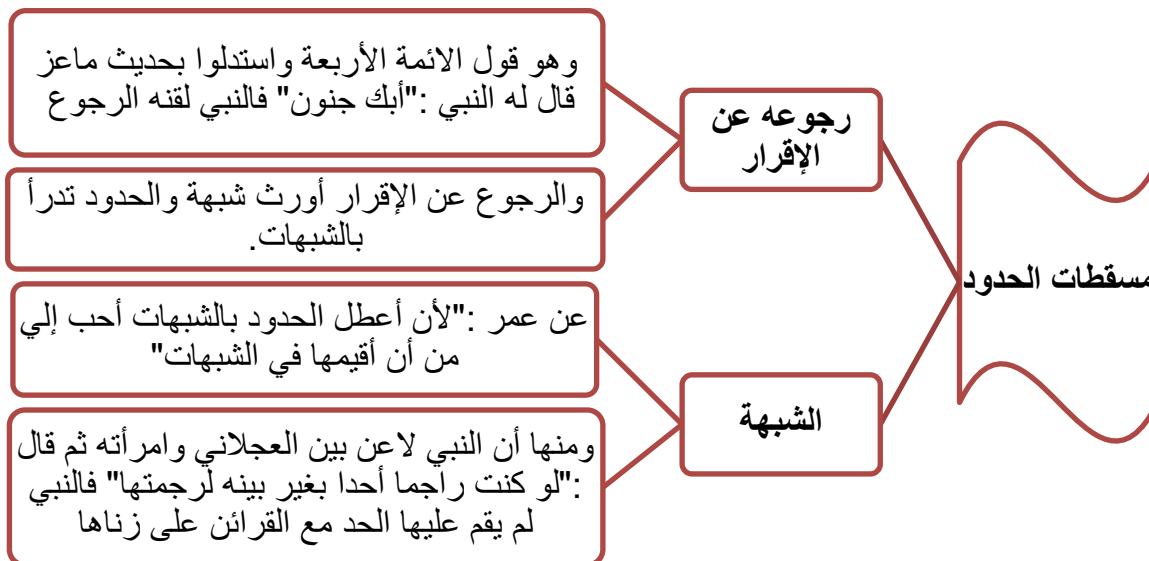 مسقطات الحدود
رجوعه عن
الإقرار
وهو قول الائمة الأربعة واستدلوا بحديث ماعز
قال له النبي :"أبك جنون" فالنبي لقنه الرجوع
والرجوع عن الإقرار أورث شبهة والحدود تدرأ
بالشبهات.
الشبهة
عن عمر :"لأن أعطل الحدود بالشبهات أحب إلي
من أن أقيمها في الشبهات"
ومنها أن النبي لاعن بين العجلاني وامرأته ثم قال
:"لو كنت راجما أحدا بغير بينه لرجمتها" فالنبي
لم يقم عليها الحد مع القرائن على زناها